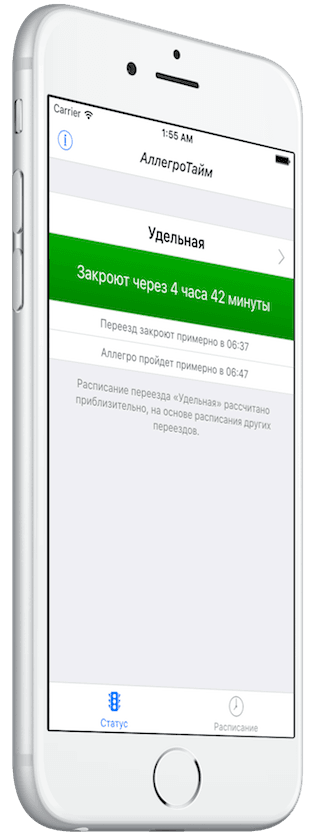 Carrier
1:55 AM
АллегроТайм
Удельная
Закроют через 4 часа 42 минуты
Переезд закроют примерно в 06:37
Аллегро пройдет примерно в 06:47
Расписание переезда «Удельная» рассчитано
приблизительно, на основе расписания других
переездов.
Статус
Расписание